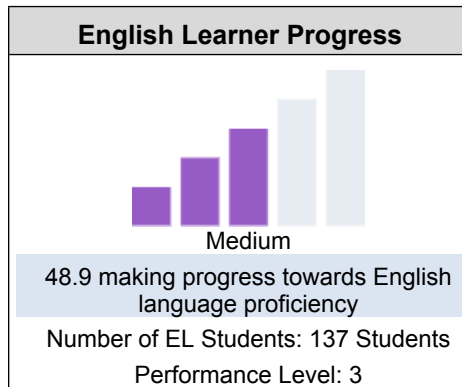 English Learner Progress
Medium
48.9 making progress towards English
language proficiency
Number of EL Students: 137 Students
Performance Level: 3